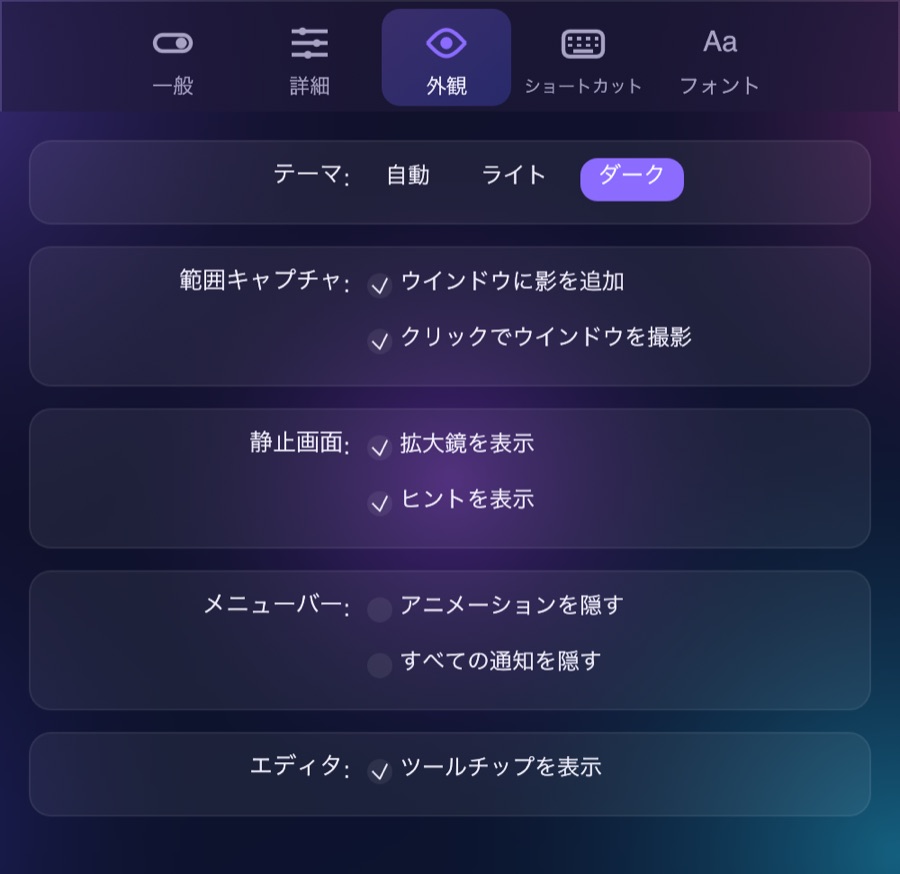 一般 詳細 外観 ショートカット Aa フォント
テーマ: 自動 ライト ダーク
範囲キャプチャ: ウインドウに影を追加
クリックでウインドウを撮影
静止画面: 拡大鏡を表示
ヒントを表示
メニューバー: アニメーションを隠す
すべての通知を隠す
エディタ: ツールチップを表示